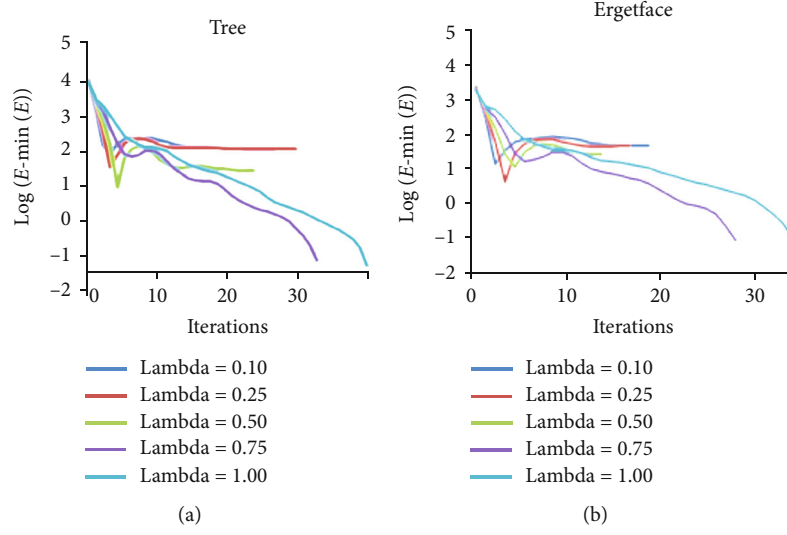 Tree
Log (E-min (E))
5
4
3
2
1
0
–1
–2
0
10
20
30
Iterations
Lambda = 0.10
Lambda = 0.25
Lambda = 0.50
Lambda = 0.75
Lambda = 1.00
(a)
Ergetface
Log (E-min (E))
5
4
3
2
1
0
–1
–2
0
10
20
30
Iterations
Lambda = 0.10
Lambda = 0.25
Lambda = 0.50
Lambda = 0.75
Lambda = 1.00
(b)